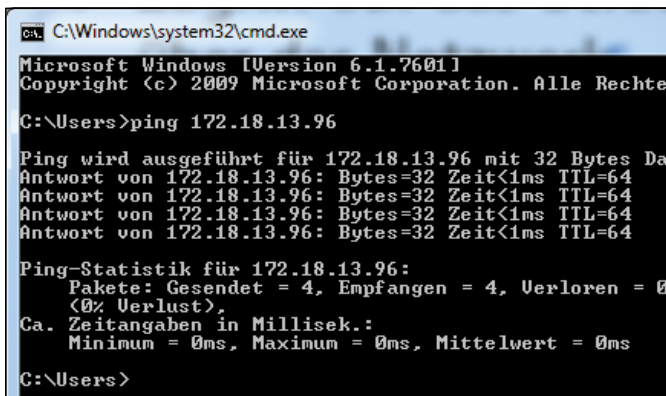 C:\Windows\system32\cmd.exe
Microsoft Windows [Version 6.1.7601]
Copyright (c) 2009 Microsoft Corporation. Alle Rechte
C:\Users>ping 172.18.13.96
Ping wird ausgeführt für 172.18.13.96 mit 32 Bytes Da
Antwort von 172.18.13.96: Bytes=32 Zeit<1ms TTL=64
Antwort von 172.18.13.96: Bytes=32 Zeit<1ms TTL=64
Antwort von 172.18.13.96: Bytes=32 Zeit<1ms TTL=64
Antwort von 172.18.13.96: Bytes=32 Zeit<1ms TTL=64
Ping-Statistik für 172.18.13.96:
Pakete: Gesendet = 4, Empfangen = 4, Verloren = 0
(0% Verlust),
Ca. Zeitangaben in Millisek.:
Minimum = 0ms, Maximum = 0ms, Mittelwert = 0ms
C:\Users>